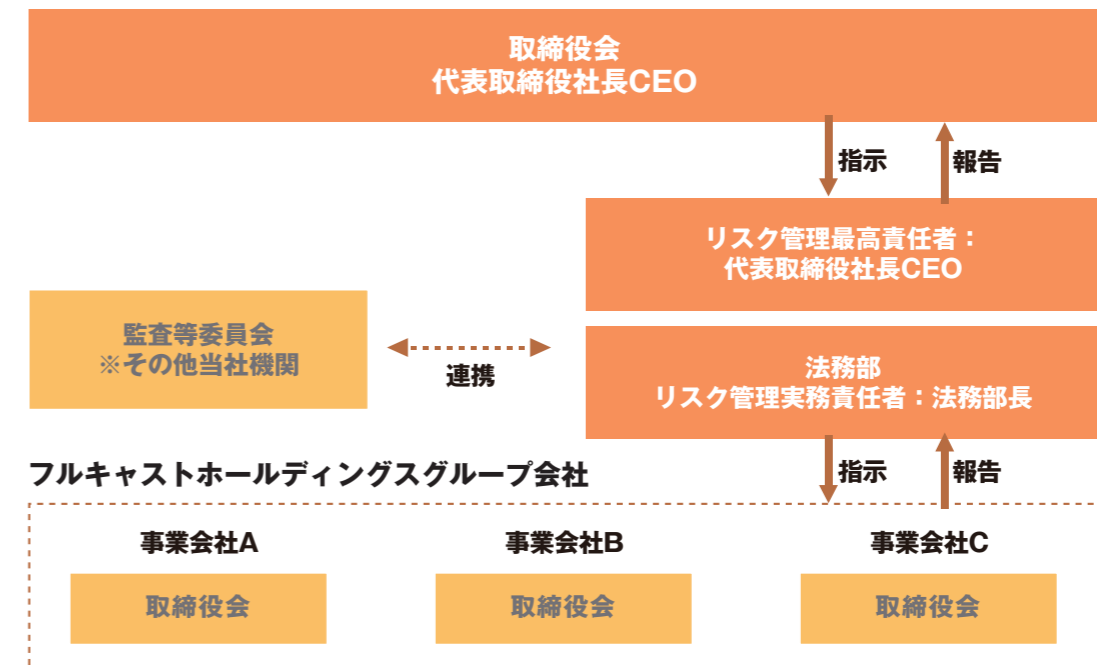 取締役会
代表取締役社長CEO
指示
報告
リスク管理最高責任者：
代表取締役社長CEO
監査等委員会
※その他当社機関
連携
法務部
リスク管理実務責任者：法務部長
フルキャストホールディングスグループ会社
指示
報告
事業会社A
事業会社B
事業会社C
取締役会
取締役会
取締役会